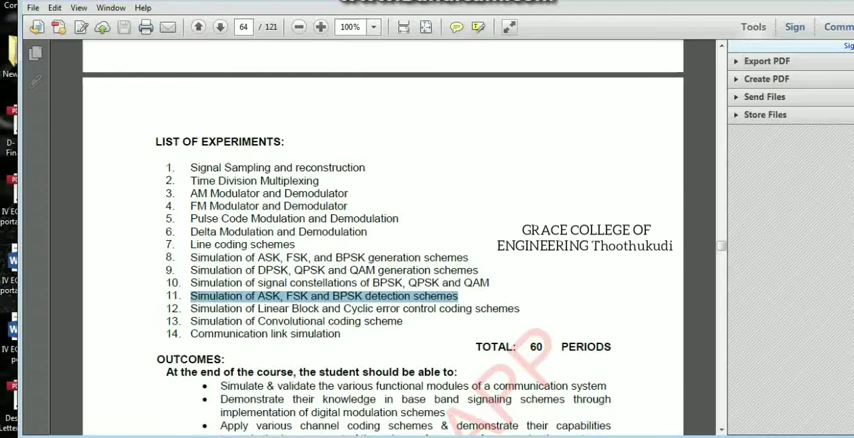 File Edit View Window Help
64 / 121
100%
Tools Sign Comm
LIST OF EXPERIMENTS:
1. Signal Sampling and reconstruction
2. Time Division Multiplexing
3. AM Modulator and Demodulator
4. FM Modulator and Demodulator
5. Pulse Code Modulation and Demodulation
6. Delta Modulation and Demodulation
7. Line coding schemes
8. Simulation of ASK, FSK, and BPSK generation schemes
9. Simulation of DPSK, QPSK and QAM generation schemes
10. Simulation of signal constellations of BPSK, QPSK and QAM
11. Simulation of ASK, FSK and BPSK detection schemes
12. Simulation of Linear Block and Cyclic error control coding schemes
13. Simulation of Convolutional coding scheme
14. Communication link simulation
TOTAL: 60 PERIODS
OUTCOMES:
At the end of the course, the student should be able to:
• Simulate & validate the various functional modules of a communication system
• Demonstrate their knowledge in base band signaling schemes through
implementation of digital modulation schemes
• Apply various channel coding schemes & demonstrate their capabilities
APP
GRACE COLLEGE OF
ENGINEERING Thoothukudi
Export PDF
Create PDF
Send Files
Store Files